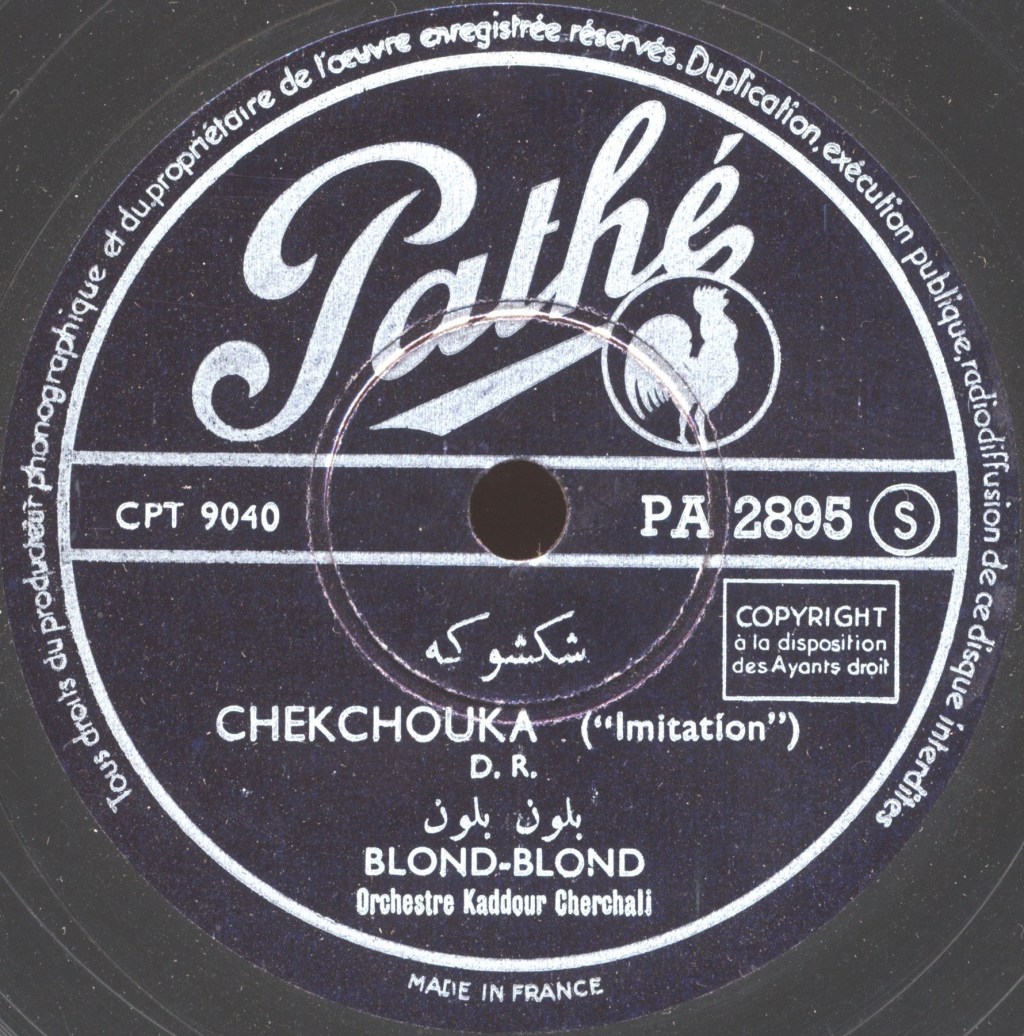 Tous droits du producteur phonographique et du propriétaire de l'œuvre enregistrée réservés. Duplication, exécution publique, radiodiffusion de ce disque interdites
Pathé
CPT 9040
PA 2895 S
COPYRIGHT
à la disposition
des Ayants droit
شکشوکه
CHEKCHOUKA ("Imitation")
D. R.
بلون بلون
BLOND-BLOND
Orchestre Kaddour Cherchali
MADE IN FRANCE